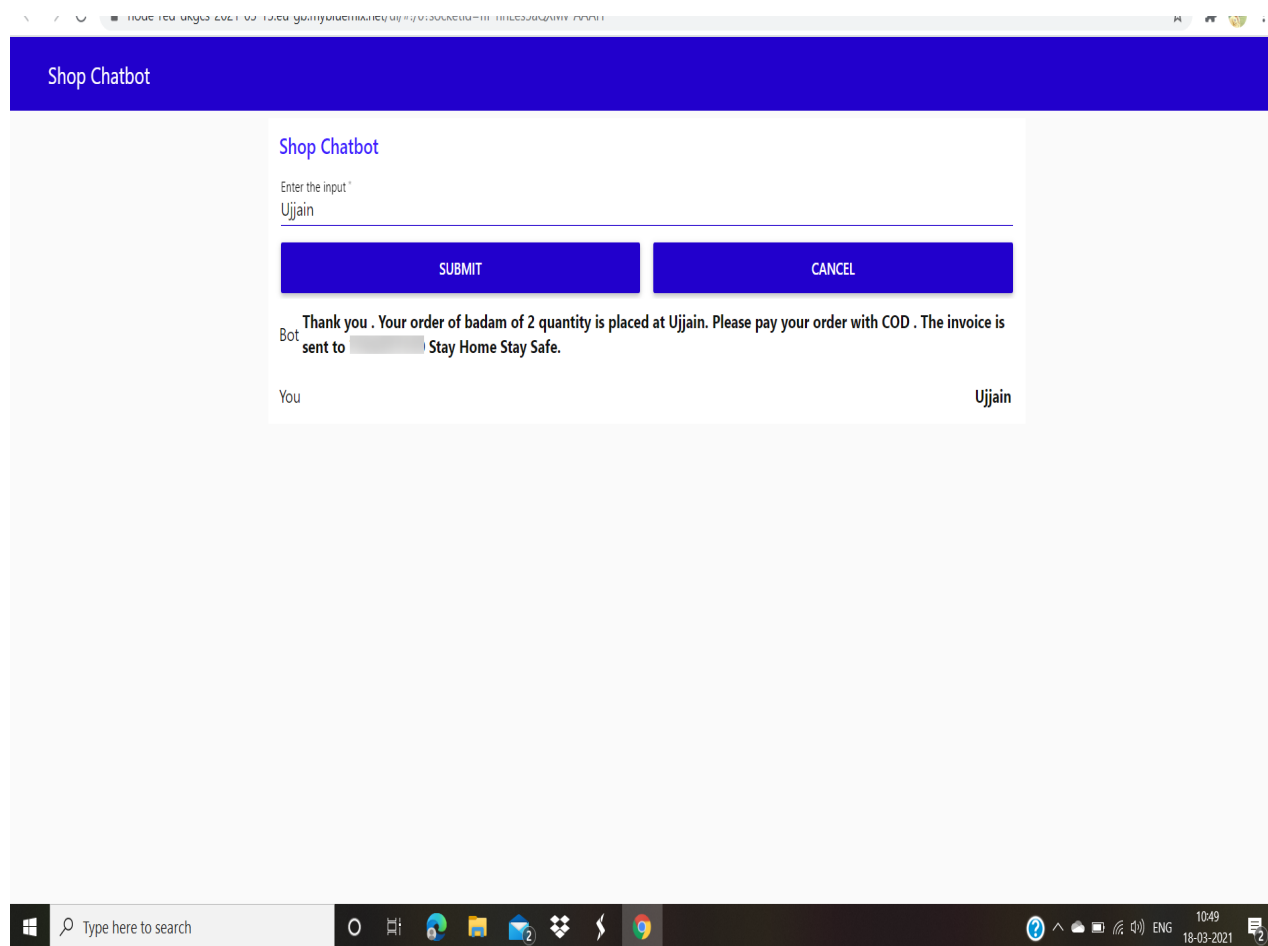 Shop Chatbot
Shop Chatbot
Enter the input *
Ujjain
SUBMIT
CANCEL
Bot
Thank you . Your order of badam of 2 quantity is placed at Ujjain. Please pay your order with COD . The invoice is
sent to Stay Home Stay Safe.
You
Ujjain
Type here to search
2
ENG
10:49
18-03-2021
2